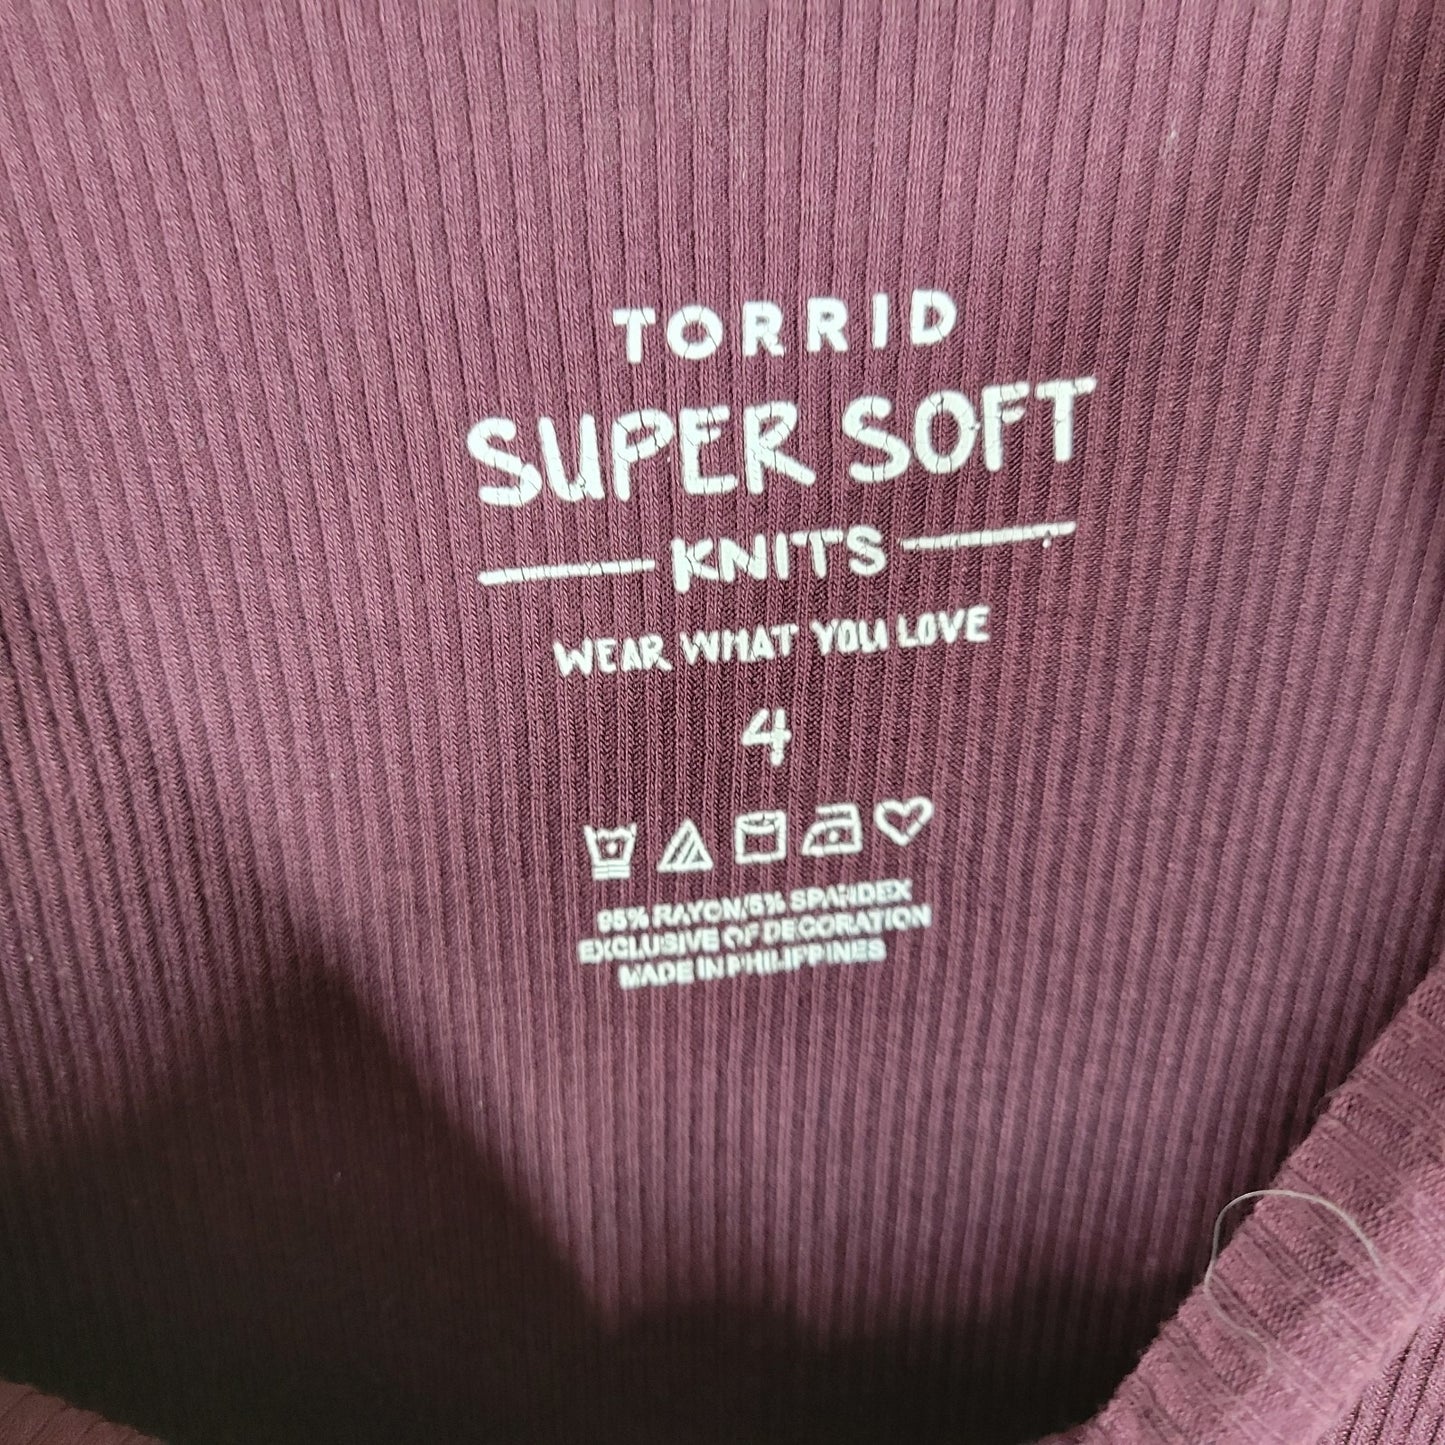 TORRID
SUPER SOFT
KNITS
WEAR WHAT YOU LOVE
4
95% RAYON/5% SPANDEX
EXCLUSIVE OF DECORATION
MADE IN PHILIPPINES